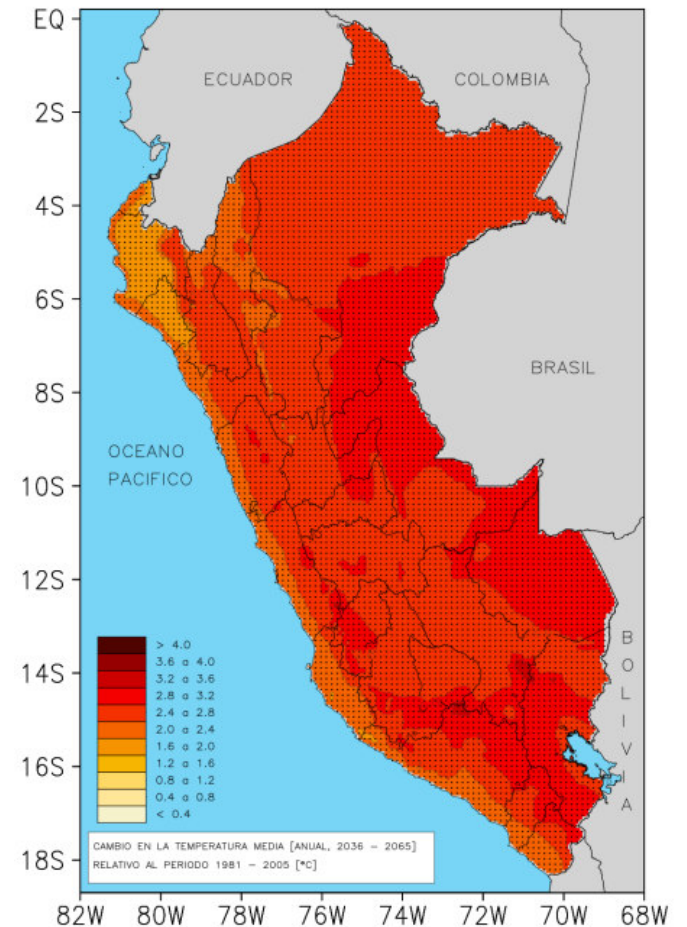 EQ
ECUADOR
COLOMBIA
2S
4S
6S
BRASIL
8S
OCEANO
PACIFICO
10S
12S
BOLIVIA
14S
> 4.0
3.6 a 4.0
3.2 a 3.6
2.8 a 3.2
2.4 a 2.8
2.0 a 2.4
1.6 a 2.0
1.2 a 1.6
0.8 a 1.2
0.4 a 0.8
< 0.4
16S
CAMBIO EN LA TEMPERATURA MEDIA [ANUAL, 2036 – 2065]
RELATIVO AL PERIODO 1981 – 2005 [°C]
18S
82W 80W 78W 76W 74W 72W 70W 68W